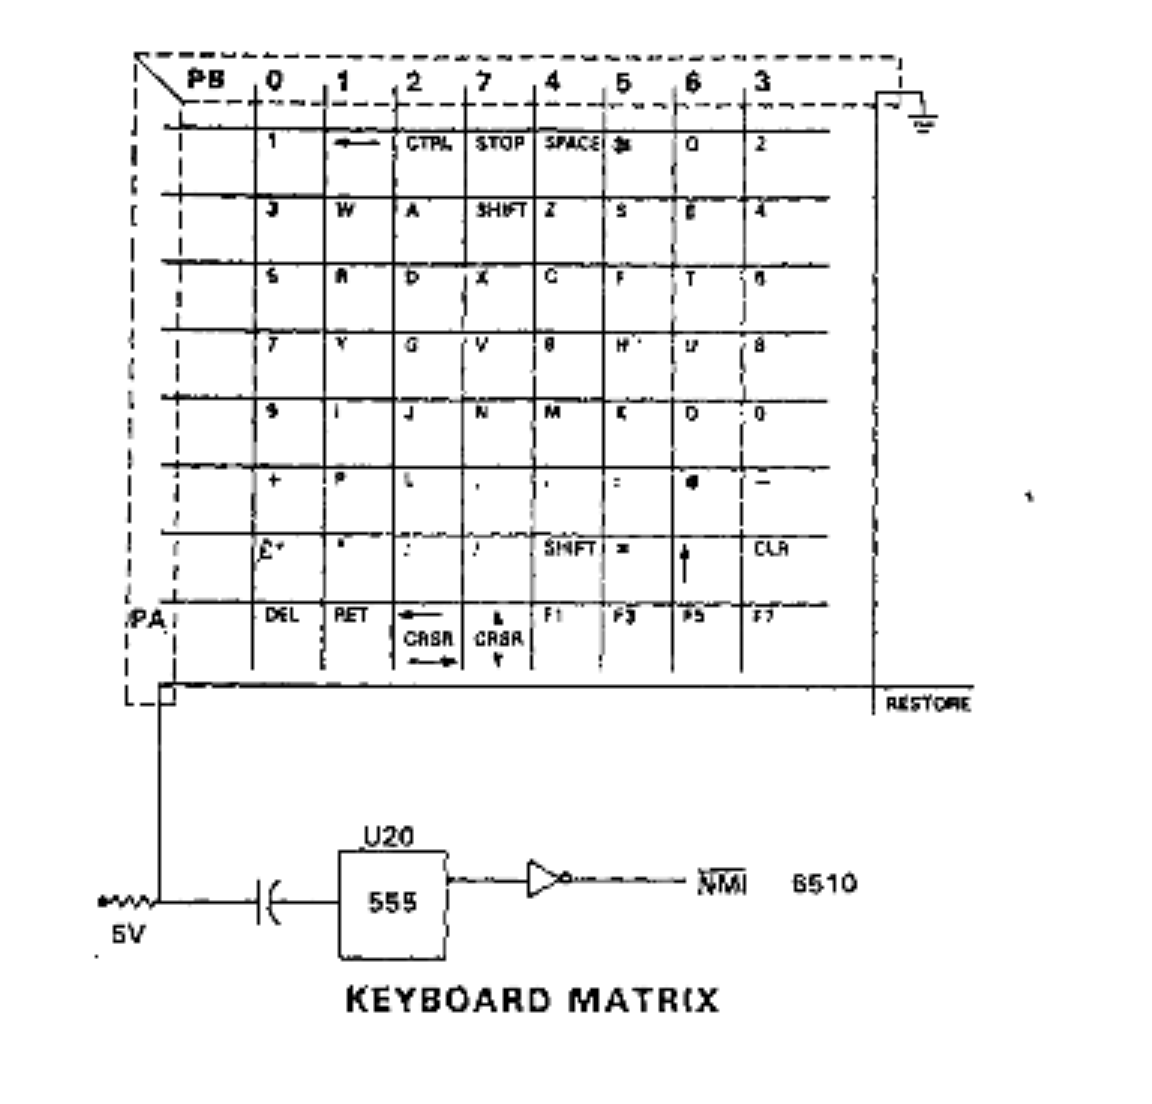 PB 0 1 2 7 4 5 6 3
1 ← CTRL STOP SPACE Q 2
3 W A SHIFT Z S E 4
5 R D X C F T 6
7 Y G V B H U 8
9 I J N M K O 0
+ P L @ —
£ * SHIFT = ↑ CLR
PA DEL RET ← CRSR → ↑ CRSR ↓ F1 F3 F5 F7
RESTORE
U20
555
NMI 6510
5V
KEYBOARD MATRIX